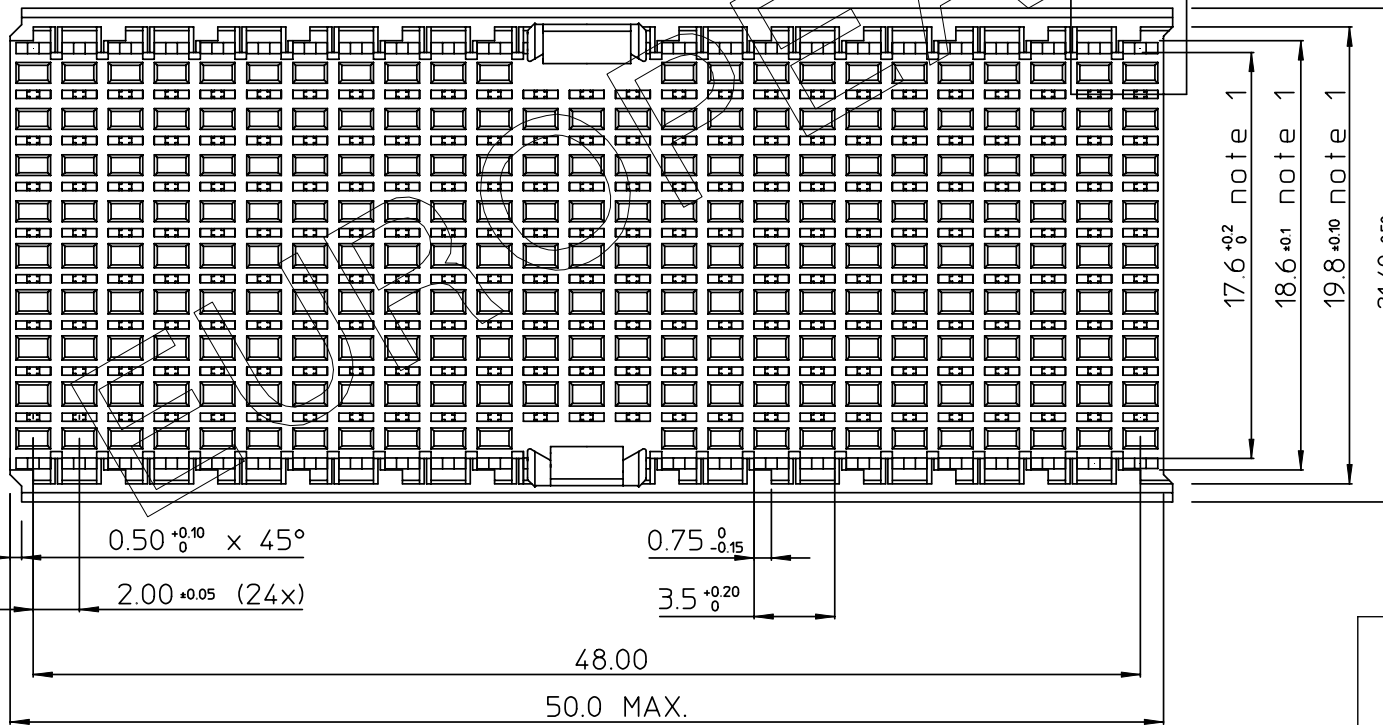 17.6 +0.2 0 note 1
18.6 ±0.1 note 1
19.8 ±0.10 note 1
0.50 +0.10 0 x 45°
0.75 0 -0.15
2.00 ±0.05 (24x)
3.5 +0.20 0
48.00
50.0 MAX.